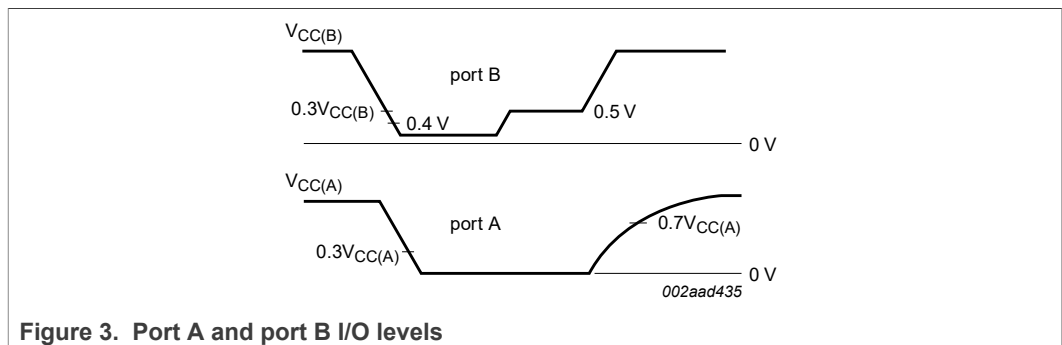 VCC(B)
port B
0.3VCC(B)
0.4 V
0.5 V
0 V
VCC(A)
port A
0.7VCC(A)
0.3VCC(A)
0 V
002aad435
Figure 3. Port A and port B I/O levels